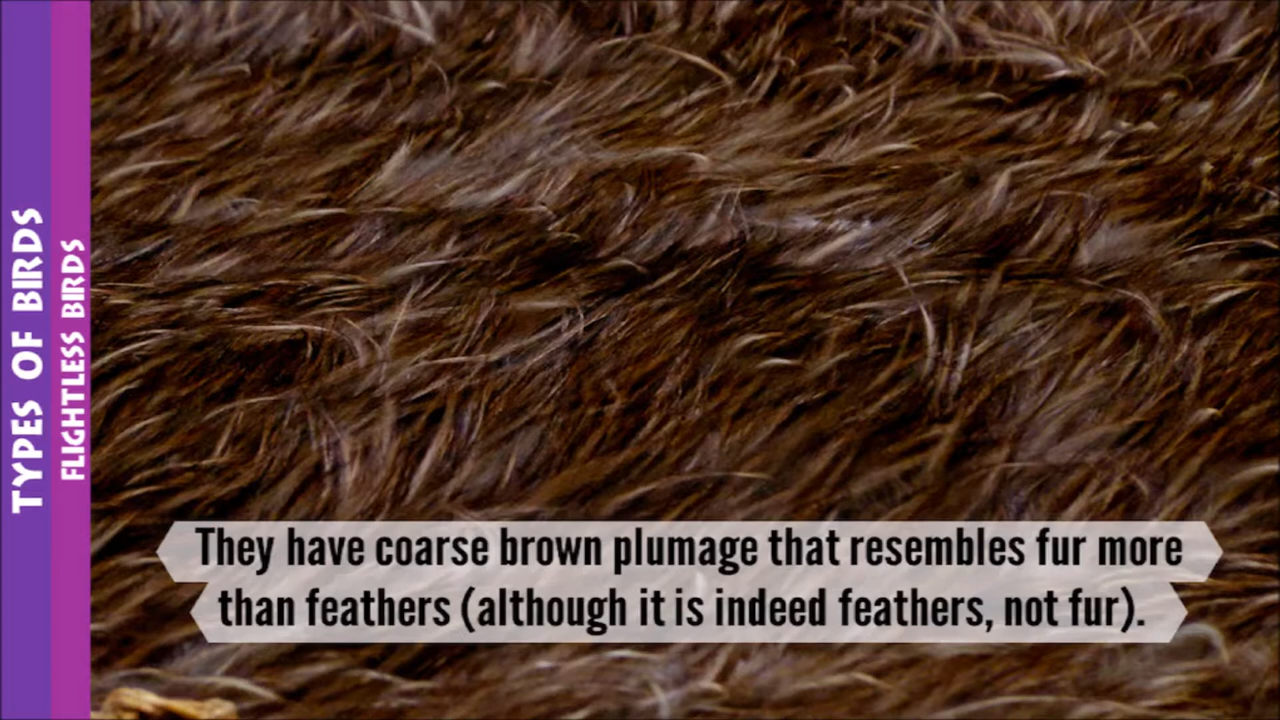 TYPES OF BIRDS
FLIGHTLESS BIRDS
They have coarse brown plumage that resembles fur more
than feathers (although it is indeed feathers, not fur).